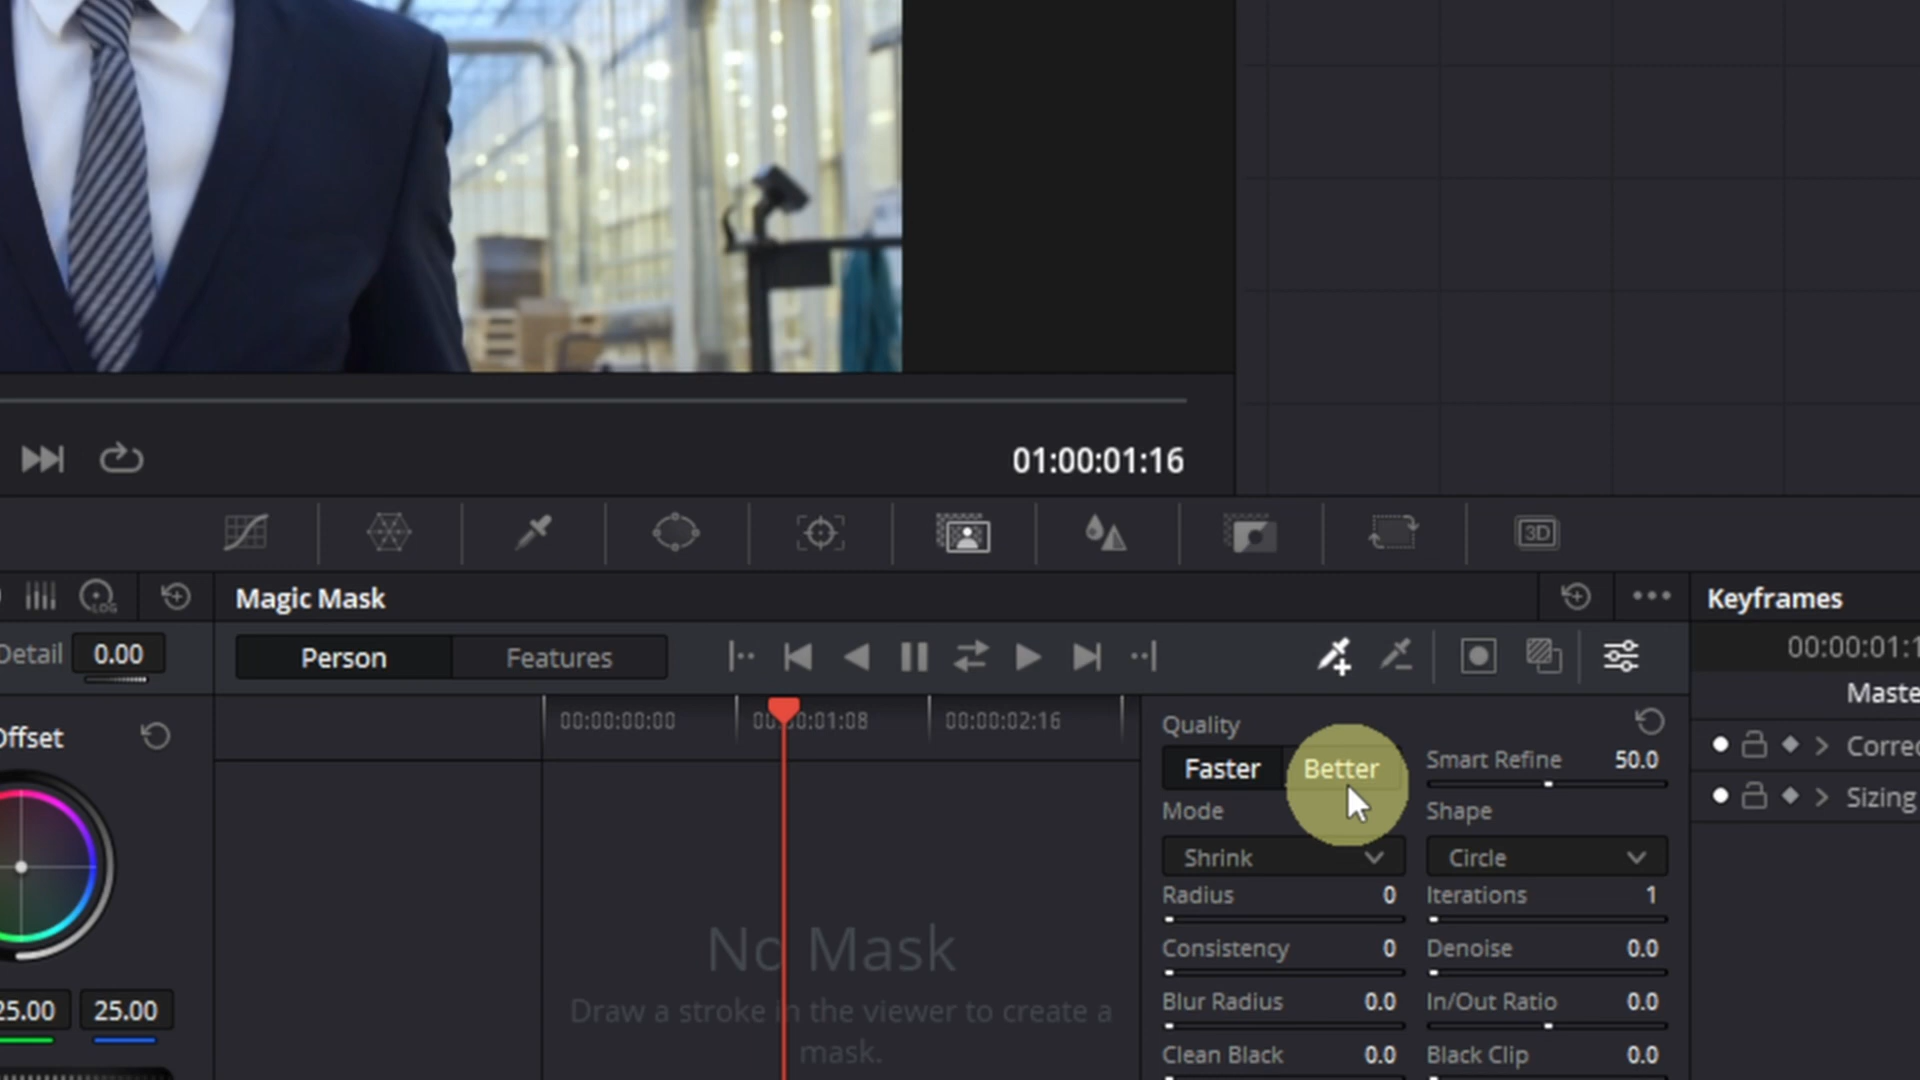 01:00:01:16
3D
LOG
Magic Mask
Keyframes
Detail 0.00
Person Features
00:00:01:1
Maste
Offset
00:00:00:00
00:00:02:16
Quality
Faster Better
Smart Refine 50.0
Correc
Mode
Shape
Sizing
Shrink
Circle
Radius 0
Iterations 1
No Mask
Consistency 0
Denoise 0.0
Draw a stroke in the viewer to create a
mask.
25.00 25.00
Blur Radius 0.0
In/Out Ratio 0.0
Clean Black 0.0
Black Clip 0.0